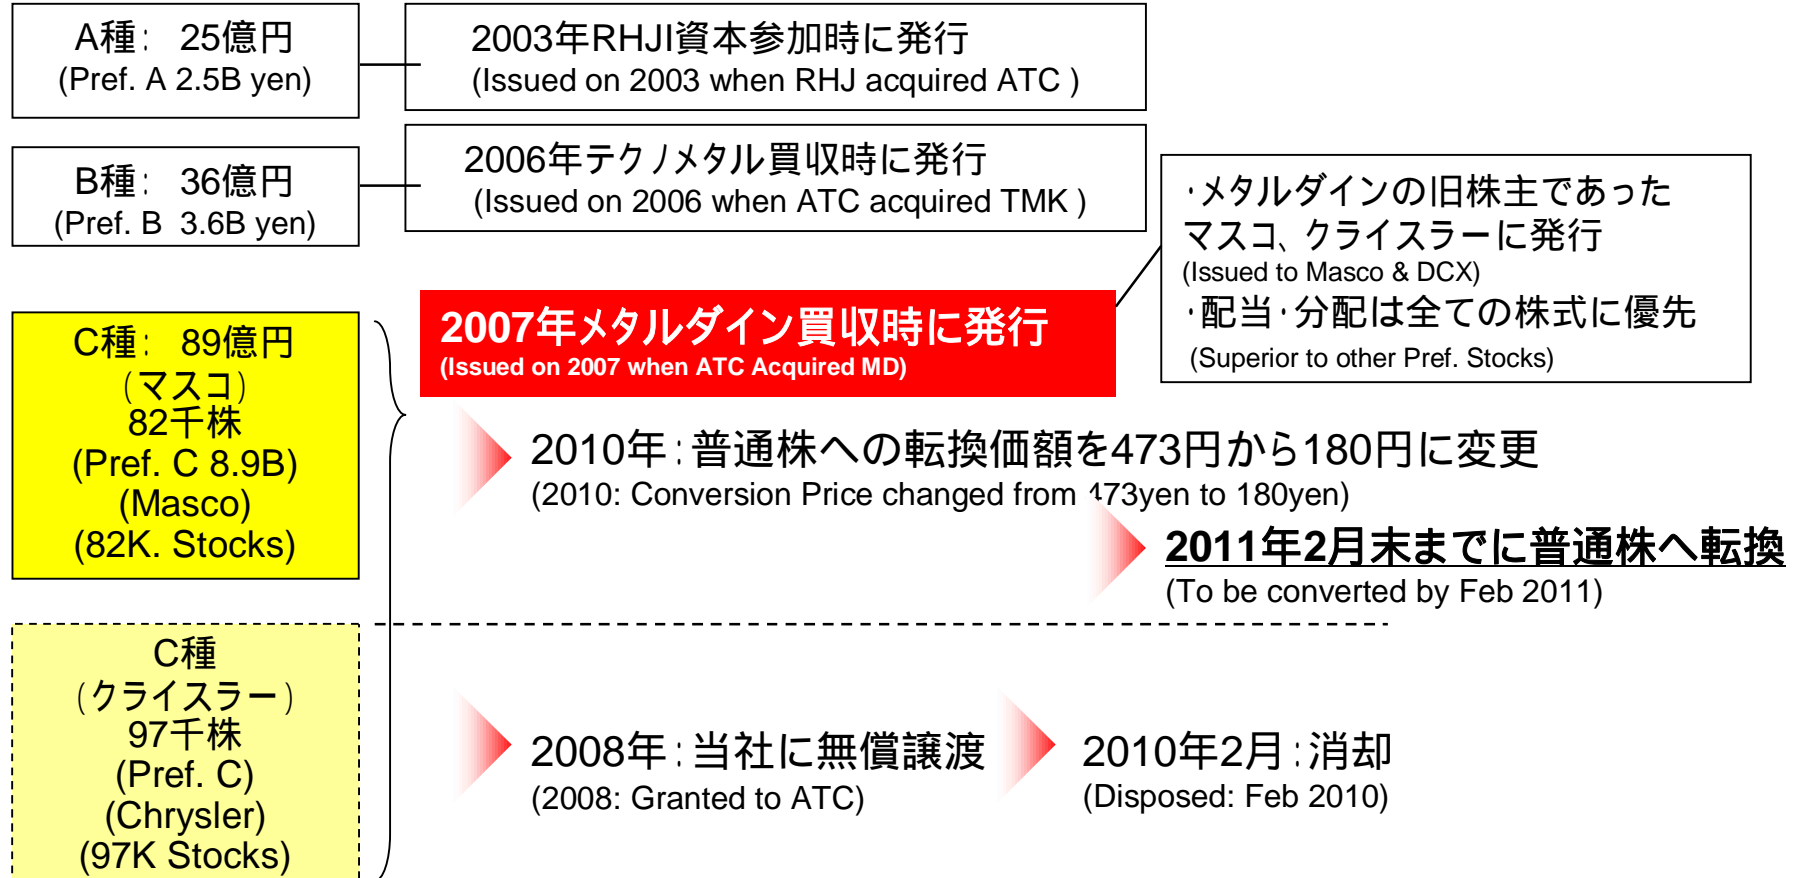 A種： 25億円
(Pref. A 2.5B yen)
2003年RHJI資本参加時に発行
(Issued on 2003 when RHJ acquired ATC )
B種： 36億円
(Pref. B  3.6B yen)
2006年テクノメタル買収時に発行
(Issued on 2006 when ATC acquired TMK )
・メタルダインの旧株主であった
マスコ、クライスラーに発行
(Issued to Masco & DCX)
・配当・分配は全ての株式に優先
(Superior to other Pref. Stocks)
C種： 89億円
（マスコ）
82千株
(Pref. C 8.9B)
(Masco)
(82K. Stocks)
2007年メタルダイン買収時に発行
(Issued on 2007 when ATC Acquired MD)
2010年：普通株への転換価額を473円から180円に変更
(2010: Conversion Price changed from 473yen to 180yen)
2011年2月末までに普通株へ転換
(To be converted by Feb 2011)
C種
（クライスラー）
97千株
(Pref. C)
(Chrysler)
(97K Stocks)
2008年：当社に無償譲渡
(2008: Granted to ATC)
2010年2月：消却
(Disposed: Feb 2010)